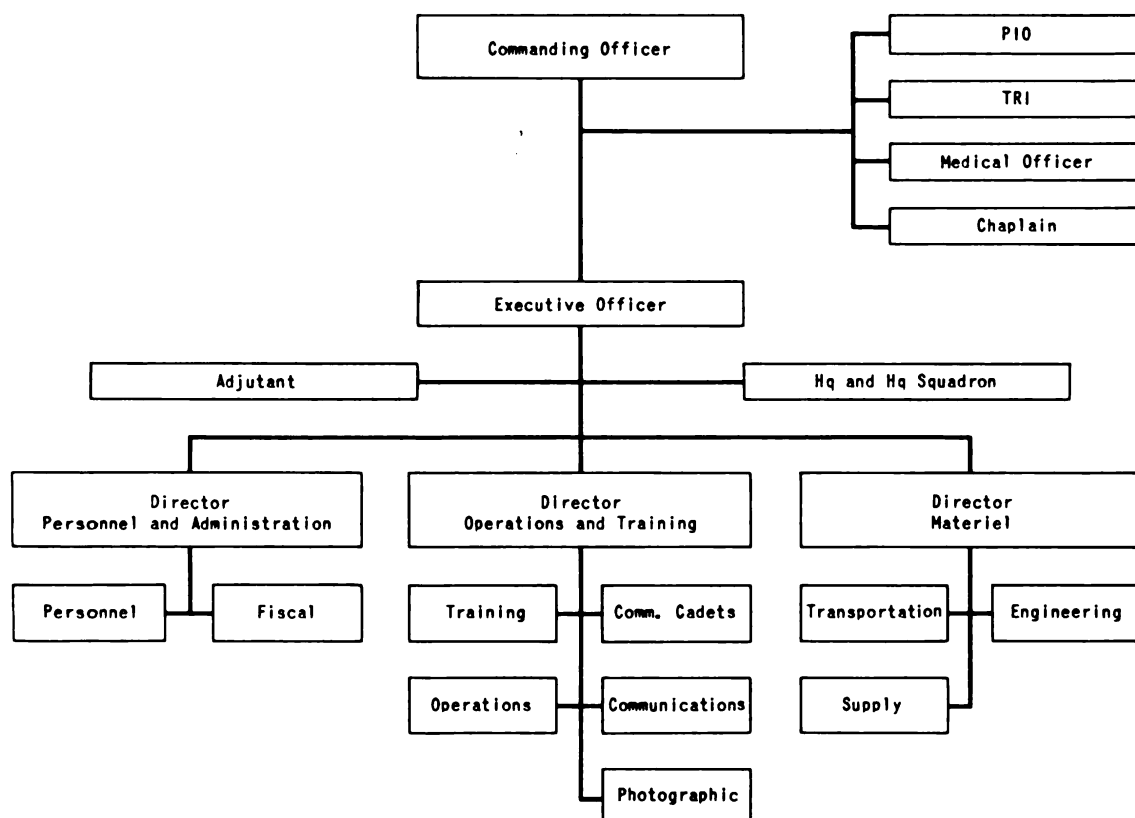 Commanding Officer
PIO
TRI
Medical Officer
Chaplain
Executive Officer
Adjutant
Hq and Hq Squadron
Director
Personnel and Administration
Director
Operations and Training
Director
Materiel
Personnel
Fiscal
Training
Comm. Cadets
Transportation
Engineering
Operations
Communications
Supply
Photographic